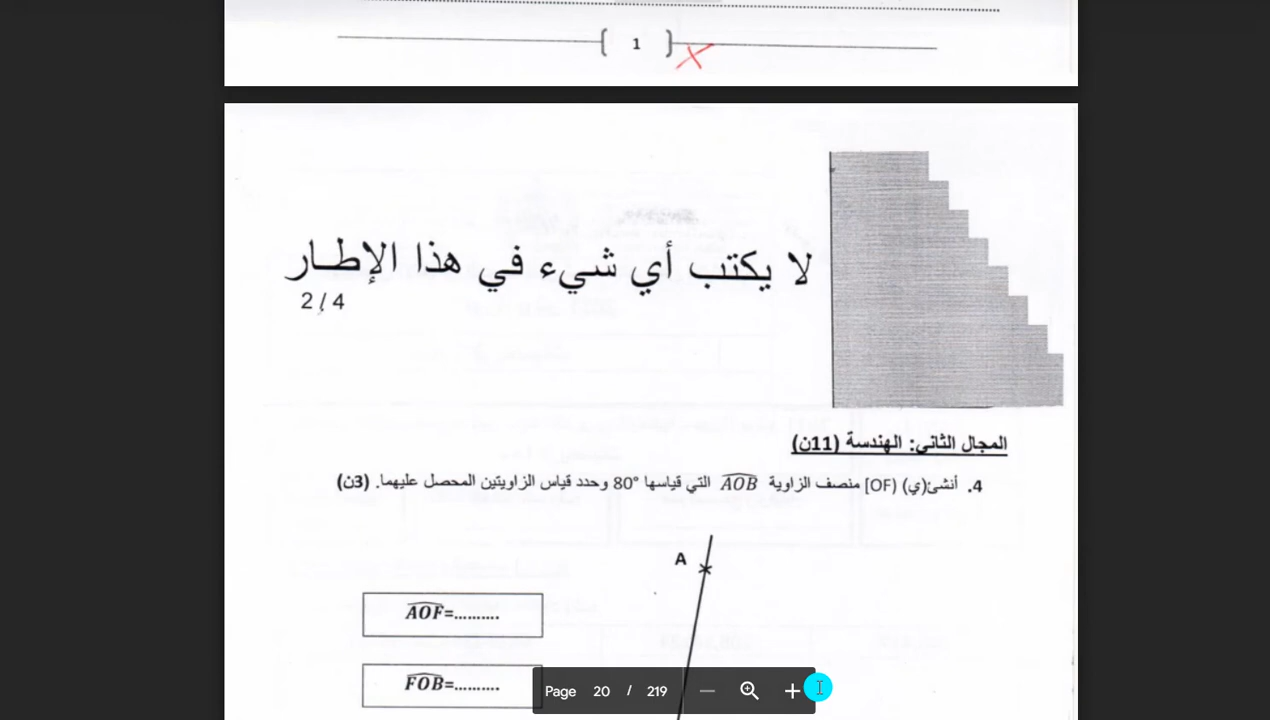 1
لا يكتب أي شيء في هذا الإطـار
2 / 4
المجال الثاني: الهندسة (11ن)
4. أنشئ(ي) [OF) منصف الزاوية AOB التي قياسها 80° وحدد قياس الزاويتين المحصل عليهما. (3ن)
A
AOF=..........
FOB=..........
Page 20 / 219